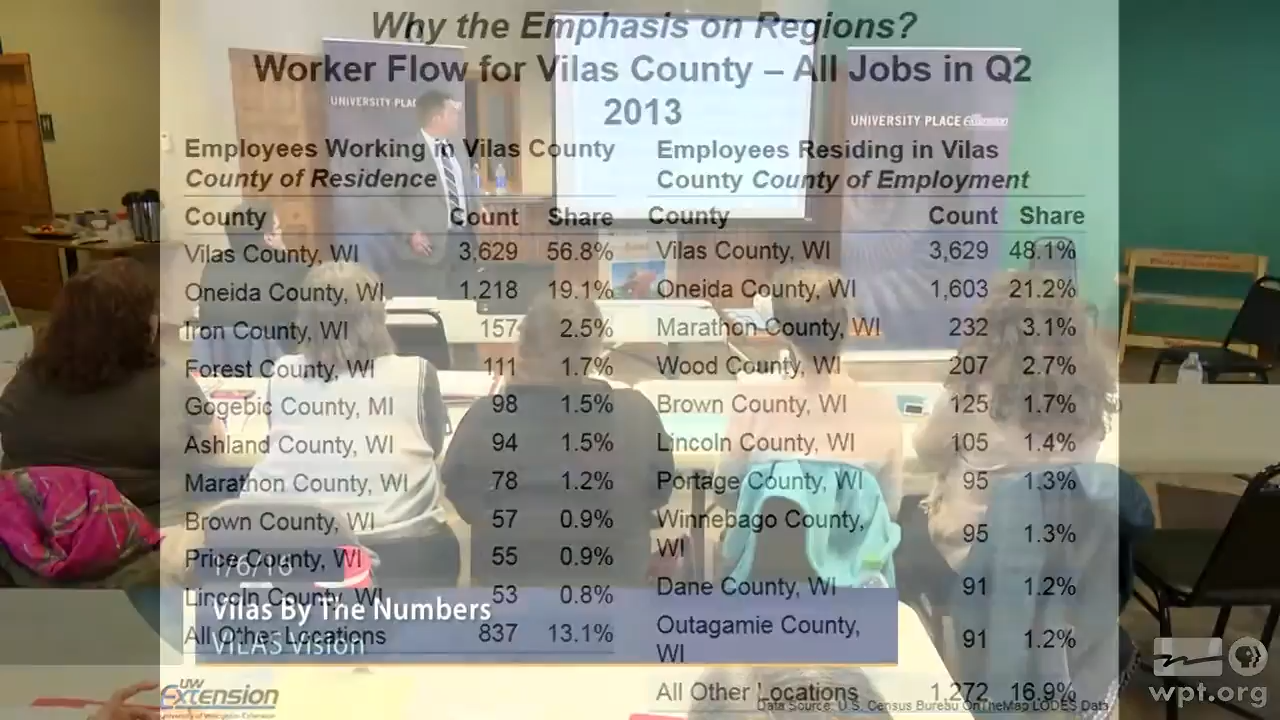 Why the Emphasis on Regions?
Worker Flow for Vilas County – All Jobs in Q2
2013
UNIVERSITY PLACE
UNIVERSITY PLACE Extension
Employees Working in Vilas County
County of Residence
County Count Share
Vilas County, WI 3,629 56.8%
Oneida County, WI 1,218 19.1%
Iron County, WI 157 2.5%
Forest County, WI 111 1.7%
Gogebic County, MI 98 1.5%
Ashland County, WI 94 1.5%
Marathon County, WI 78 1.2%
Brown County, WI 57 0.9%
Price County, WI 55 0.9%
Lincoln County, WI 53 0.8%
All Other Locations 837 13.1%
Employees Residing in Vilas
County County of Employment
County Count Share
Vilas County, WI 3,629 48.1%
Oneida County, WI 1,603 21.2%
Marathon County, WI 232 3.1%
Wood County, WI 207 2.7%
Brown County, WI 125 1.7%
Lincoln County, WI 105 1.4%
Portage County, WI 95 1.3%
Winnebago County,
WI 95 1.3%
Dane County, WI 91 1.2%
Outagamie County,
WI 91 1.2%
All Other Locations 1,272 16.9%
1/6/16
Vilas By The Numbers
VILAS Vision
UW
Extension
University of Wisconsin-Extension
Data Source: U.S. Census Bureau OnTheMap LODES Data
wpt.org